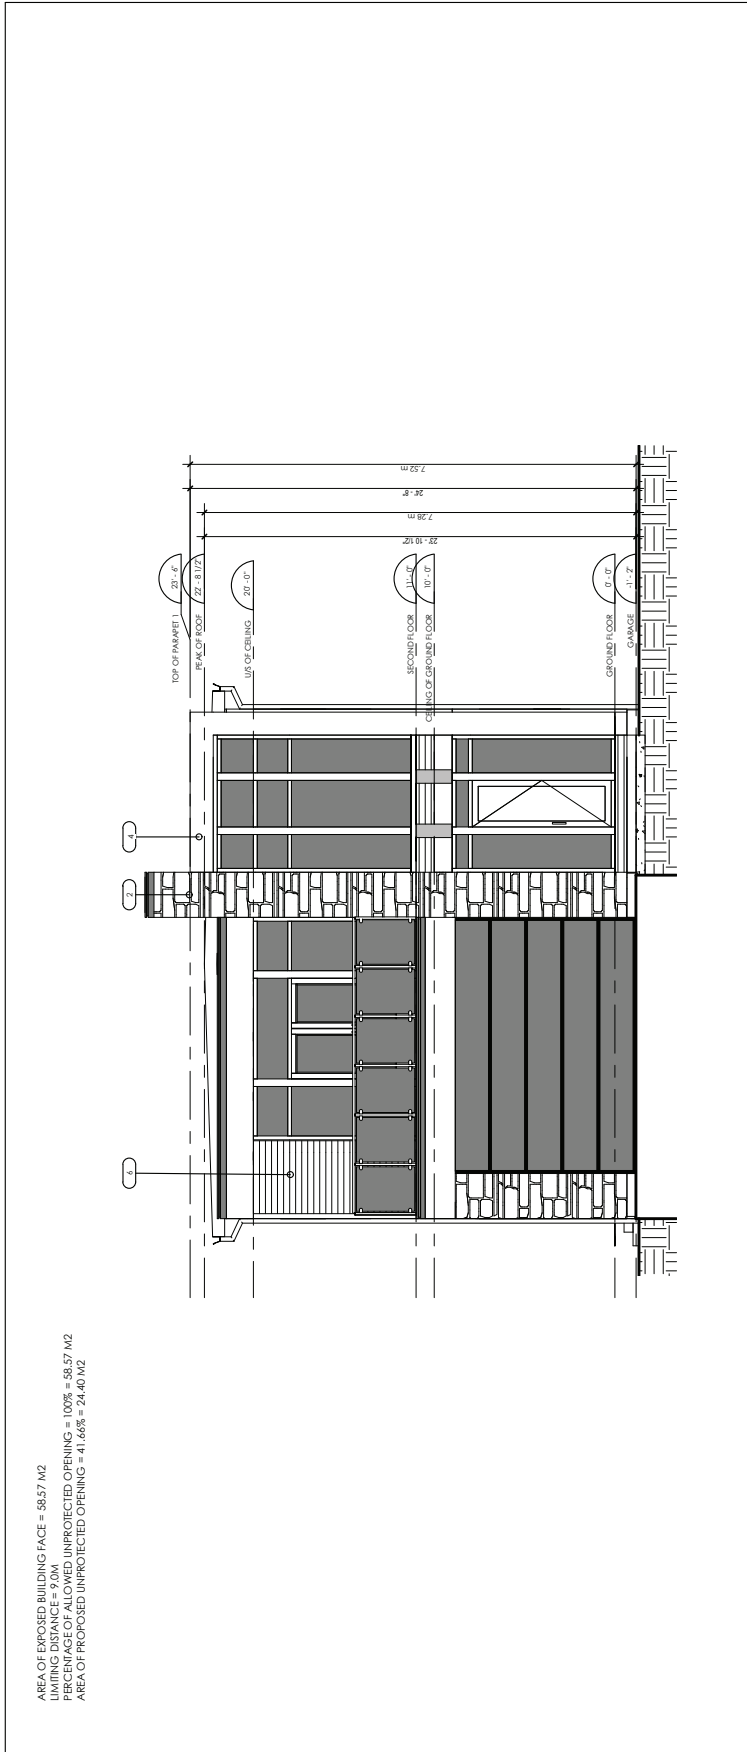 AREA OF EXPOSED BUILDING FACE = 58.57 M2
LIMITING DISTANCE = 9.0M
PERCENTAGE OF ALLOWED UNPROTECTED OPENING = 100% = 58.57 M2
AREA OF PROPOSED UNPROTECTED OPENING = 41.66% = 24.40 M2
6
2
4
TOP OF PARAPET 1
23' - 6"
PEAK OF ROOF
22' - 8 1/2"
U/S OF CEILING
20' - 0"
SECOND FLOOR
11' - 0"
CEILING OF GROUND FLOOR
10' - 0"
GROUND FLOOR
0' - 0"
GARAGE
-1' - 2"
23' - 10 1/2"
7.28 m
24' - 8"
7.52 m